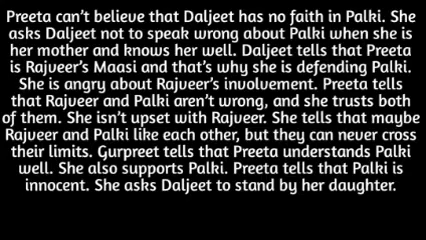 Preeta can't believe that Daljeet has no faith in Palki. She
asks Daljeet not to speak wrong about Palki when she is
her mother and knows her well. Daljeet tells that Preeta
is Rajveer's Maasi and that's why she is defending Palki.
She is angry about Rajveer's involvement. Preeta tells
that Rajveer and Palki aren't wrong, and she trusts both
of them. She isn't upset with Rajveer. She tells that maybe
Rajveer and Palki like each other, but they can never cross
their limits. Gurpreet tells that Preeta understands Palki
well. She also supports Palki. Preeta tells that Palki is
innocent. She asks Daljeet to stand by her daughter.